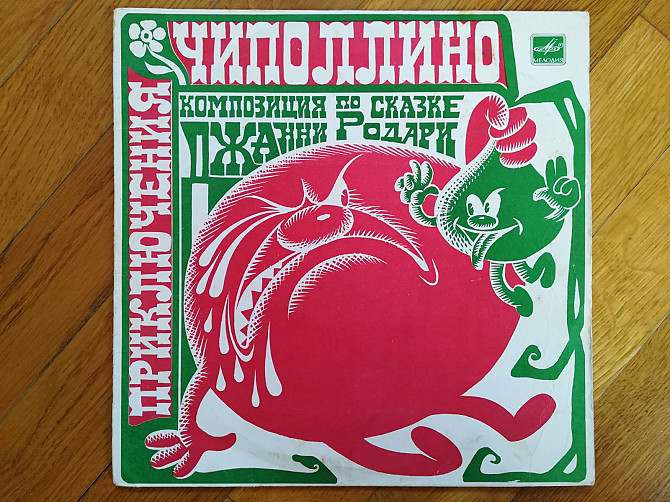 ПРИКЛЮЧЕНИЯ
ЧИПОЛЛИНО
КОМПОЗИЦИЯ ПО СКАЗКЕ
ДЖАННИ РОДАРИ
МЕЛОДИЯ